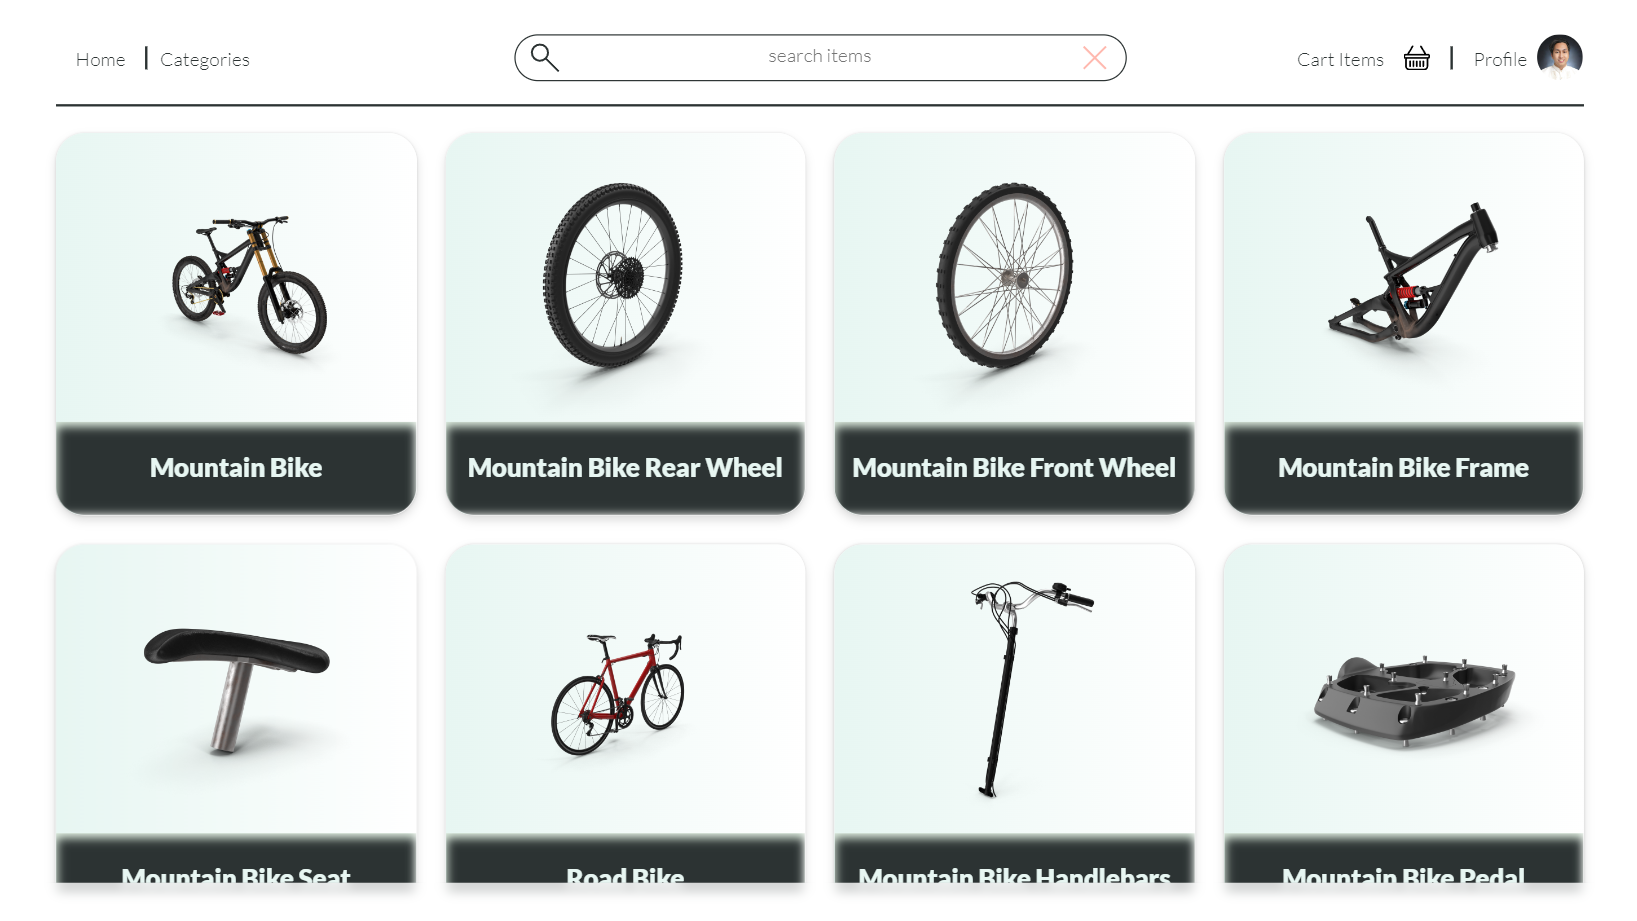 Home
Categories
search items
Cart Items
Profile
Mountain Bike
Mountain Bike Rear Wheel
Mountain Bike Front Wheel
Mountain Bike Frame
Mountain Bike Seat
Road Bike
Mountain Bike Handlebars
Mountain Bike Pedal